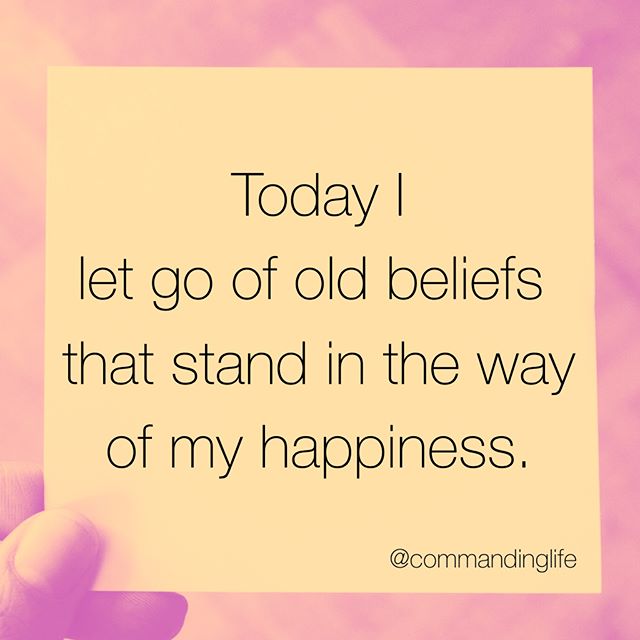 Today I
let go of old beliefs
that stand in the way
of my happiness.
@commandinglife